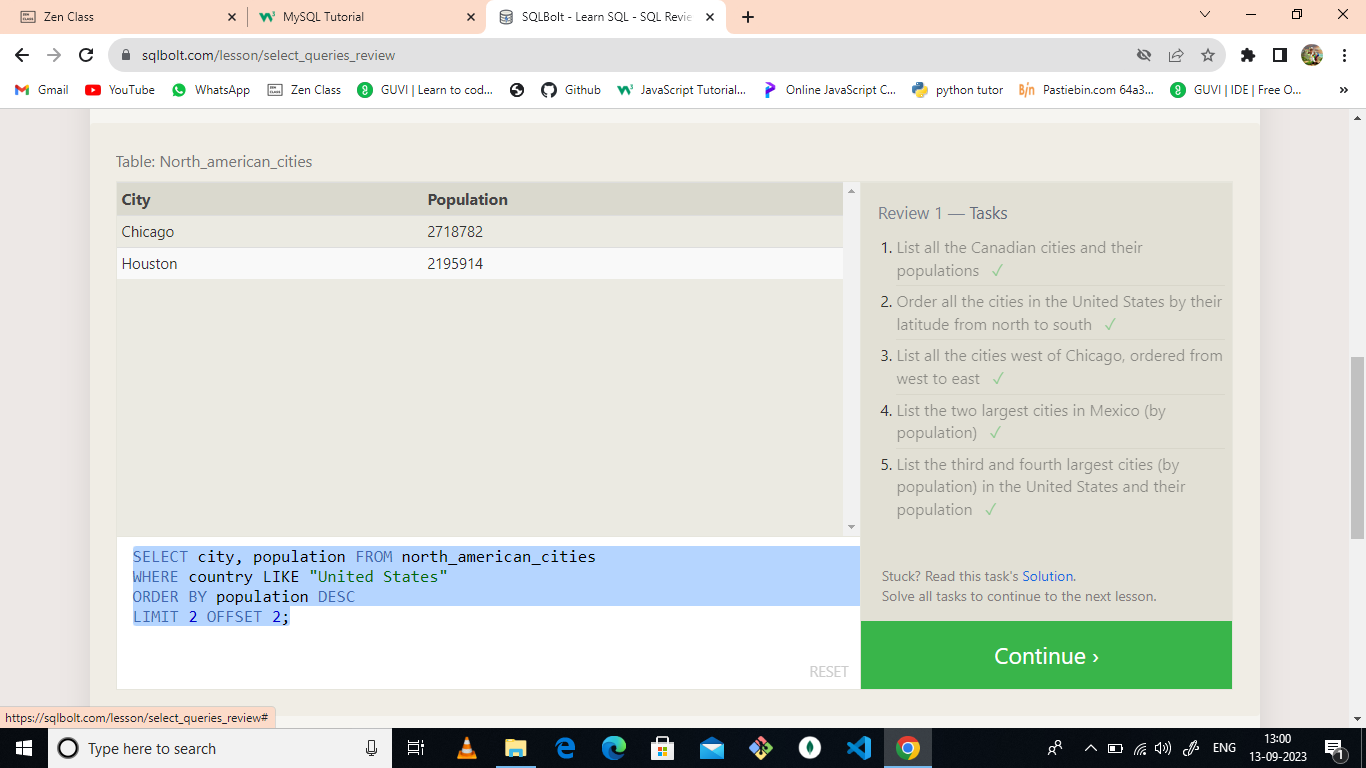 Zen Class
MySQL Tutorial
SQLBolt - Learn SQL - SQL Revie
sqlbolt.com/lesson/select_queries_review
Gmail
YouTube
WhatsApp
Zen Class
GUVI | Learn to cod...
Github
JavaScript Tutorial...
Online JavaScript C...
python tutor
Pastiebin.com 64a3...
GUVI | IDE | Free O...
»
Table: North_american_cities
City Population
Chicago 2718782
Houston 2195914
Review 1 — Tasks
1. List all the Canadian cities and their
populations ✓
2. Order all the cities in the United States by their
latitude from north to south ✓
3. List all the cities west of Chicago, ordered from
west to east ✓
4. List the two largest cities in Mexico (by
population) ✓
5. List the third and fourth largest cities (by
population) in the United States and their
population ✓
SELECT city, population FROM north_american_cities
WHERE country LIKE "United States"
ORDER BY population DESC
LIMIT 2 OFFSET 2;
RESET
Stuck? Read this task's Solution.
Solve all tasks to continue to the next lesson.
Continue ›
https://sqlbolt.com/lesson/select_queries_review#
Type here to search
ENG
13:00
13-09-2023
1